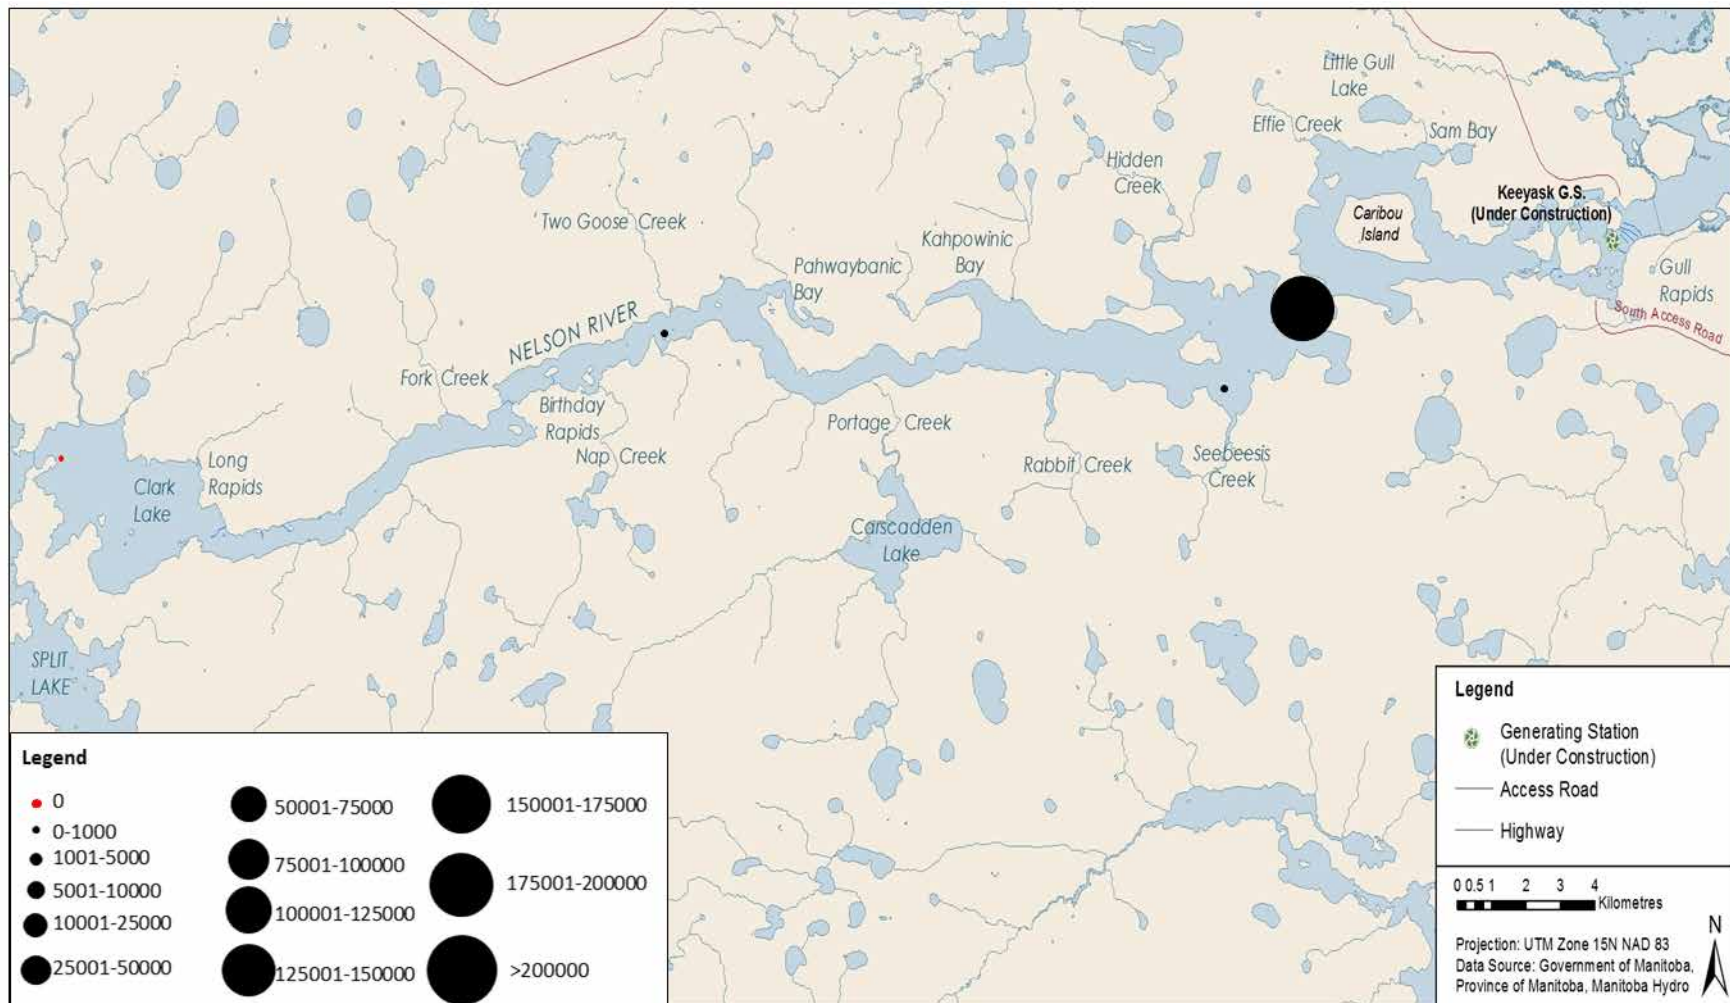 Little Gull
Lake
Effie Creek
Sam Bay
Hidden
Creek
Keeyask G.S.
(Under Construction)
Caribou
Island
Two Goose Creek
Kahpowinic
Bay
Pahwaybanic
Bay
Gull
Rapids
South Access Road
NELSON RIVER
Fork Creek
Birthday
Rapids
Nap Creek
Portage Creek
Rabbit Creek
Seebeesis
Creek
Long
Rapids
Clark
Lake
Carscadden
Lake
SPLIT
LAKE
Legend
0
0-1000
1001-5000
5001-10000
10001-25000
25001-50000
50001-75000
75001-100000
100001-125000
125001-150000
150001-175000
175001-200000
>200000
Legend
Generating Station
(Under Construction)
Access Road
Highway
0 0.5 1 2 3 4
Kilometres
N
Projection: UTM Zone 15N NAD 83
Data Source: Government of Manitoba,
Province of Manitoba, Manitoba Hydro